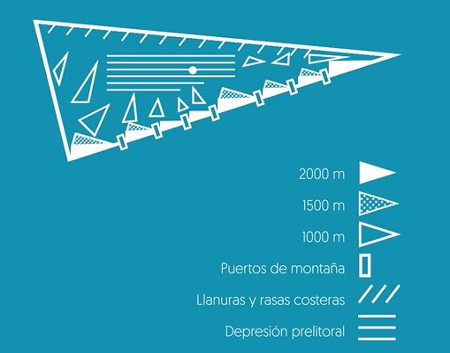 2000 m
1500 m
1000 m
Puertos de montaña
Llanuras y rasas costeras
Depresión prelitoral